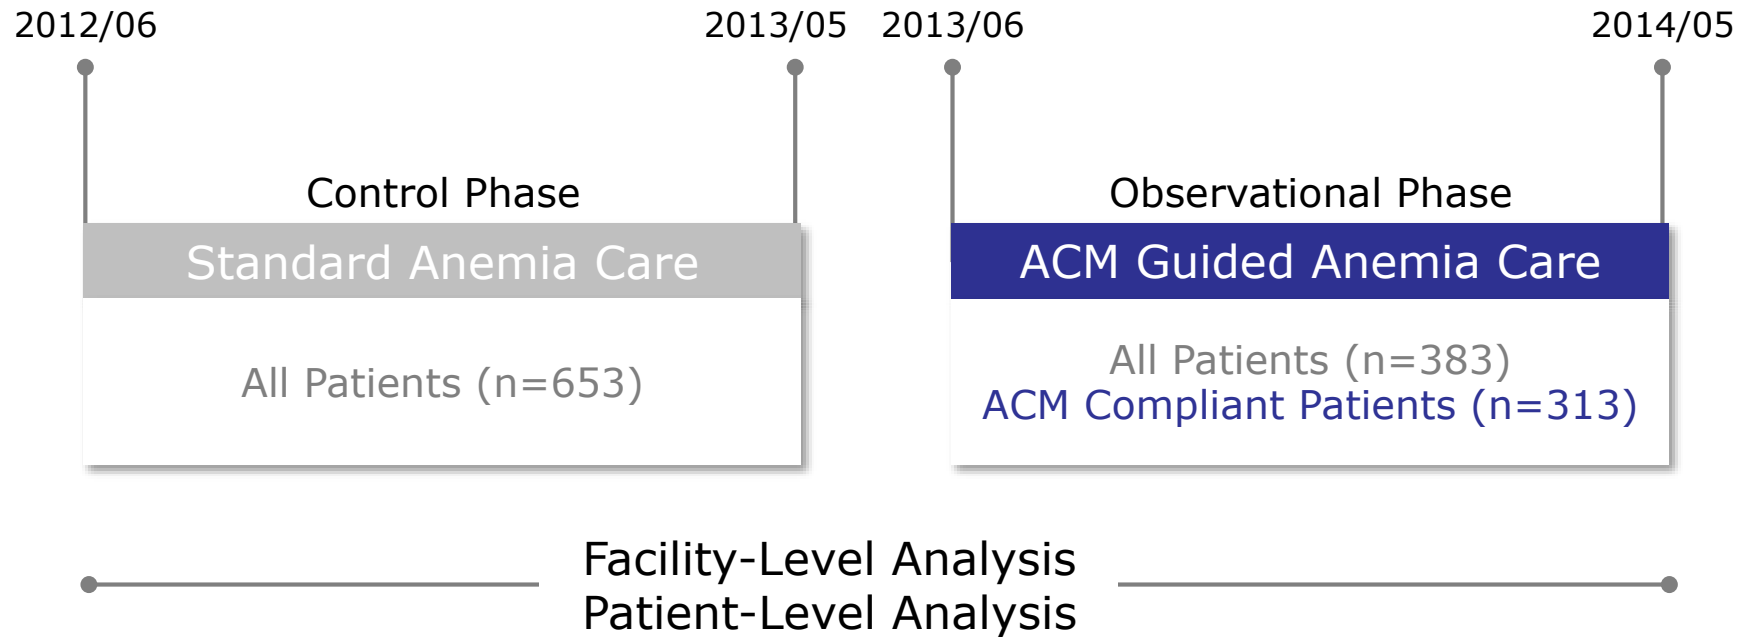 2012/06
2013/05
2013/06
2014/05
Control Phase
Observational Phase
Standard Anemia Care
ACM Guided Anemia Care
All Patients (n=653)
All Patients (n=383)
ACM Compliant Patients (n=313)
Facility-Level Analysis
Patient-Level Analysis